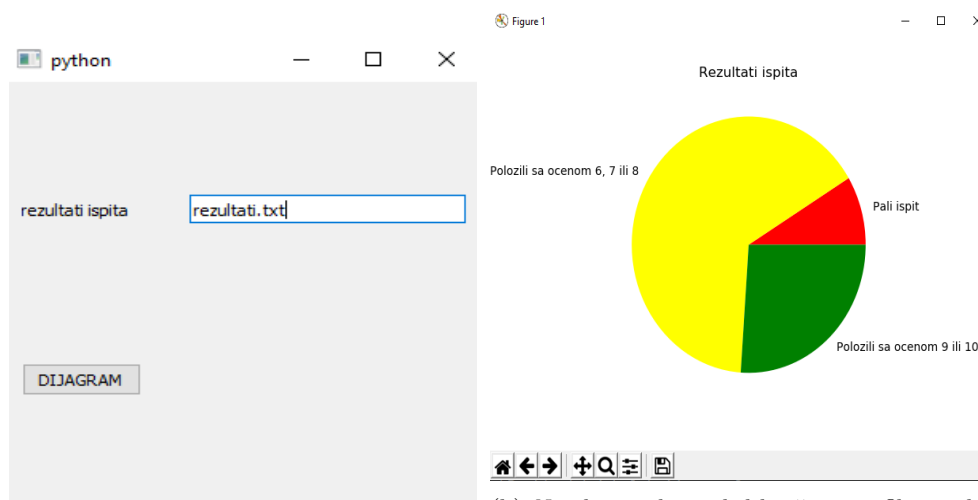 python
rezultati ispita
rezultati.txt
DIJAGRAM
Figure 1
Rezultati ispita
Polozili sa ocenom 6, 7 ili 8
Pali ispit
Polozili sa ocenom 9 ili 10